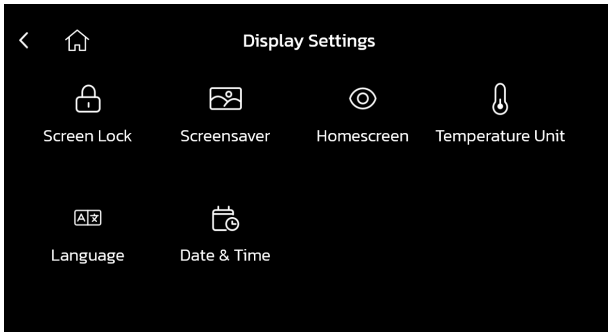 Display Settings
Screen Lock
Screensaver
Homescreen
Temperature Unit
Language
Date & Time